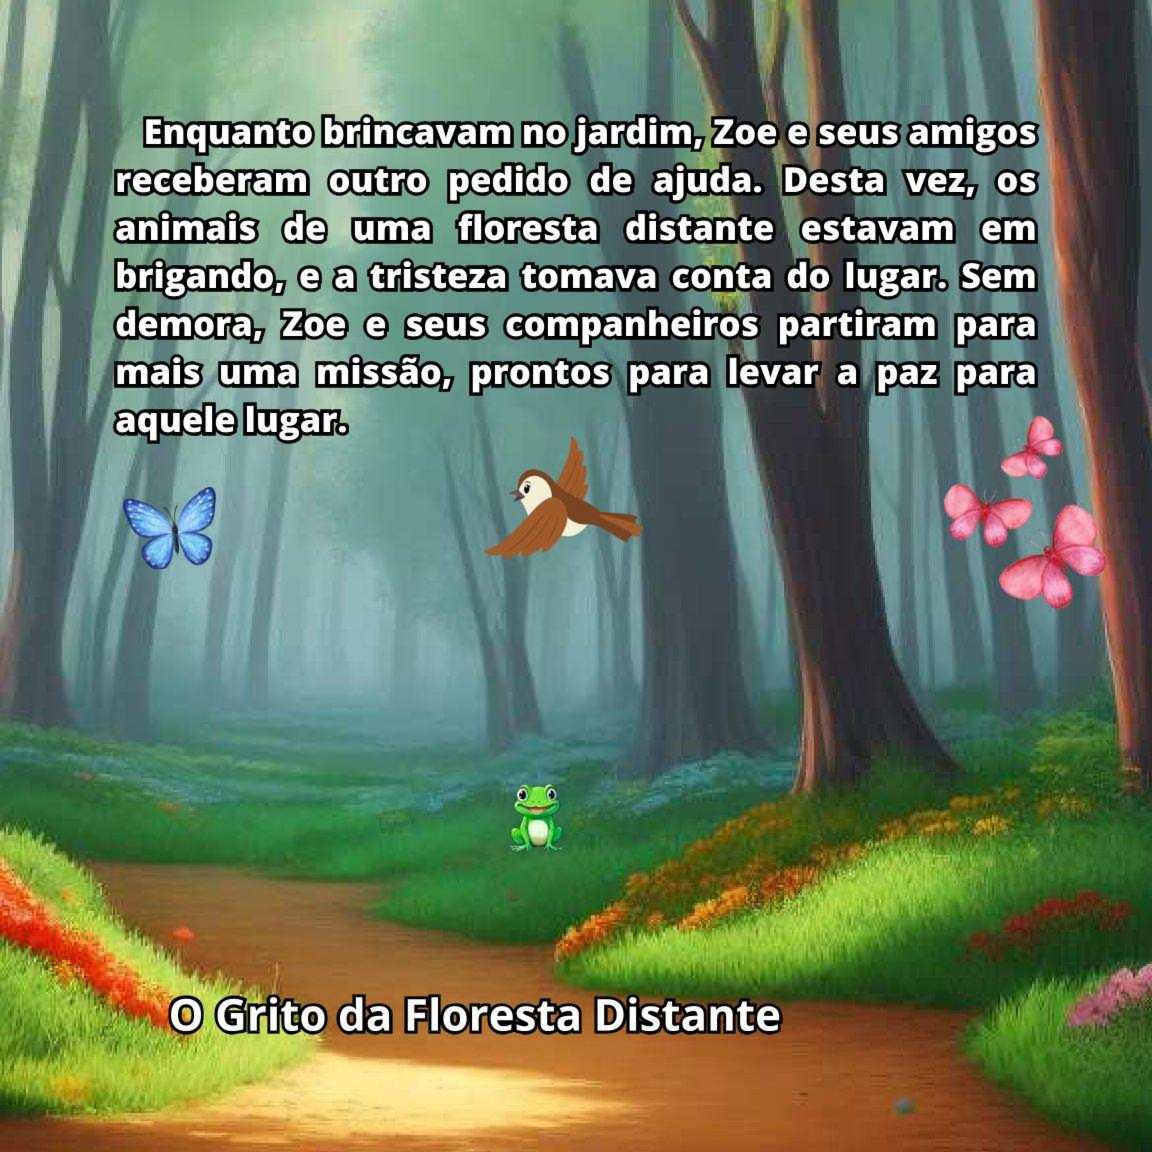 Enquanto brincavam no jardim, Zoe e seus amigos
receberam outro pedido de ajuda. Desta vez, os
animais de uma floresta distante estavam em
brigando, e a tristeza tomava conta do lugar. Sem
demora, Zoe e seus companheiros partiram para
mais uma missão, prontos para levar a paz para
aquele lugar.
O Grito da Floresta Distante